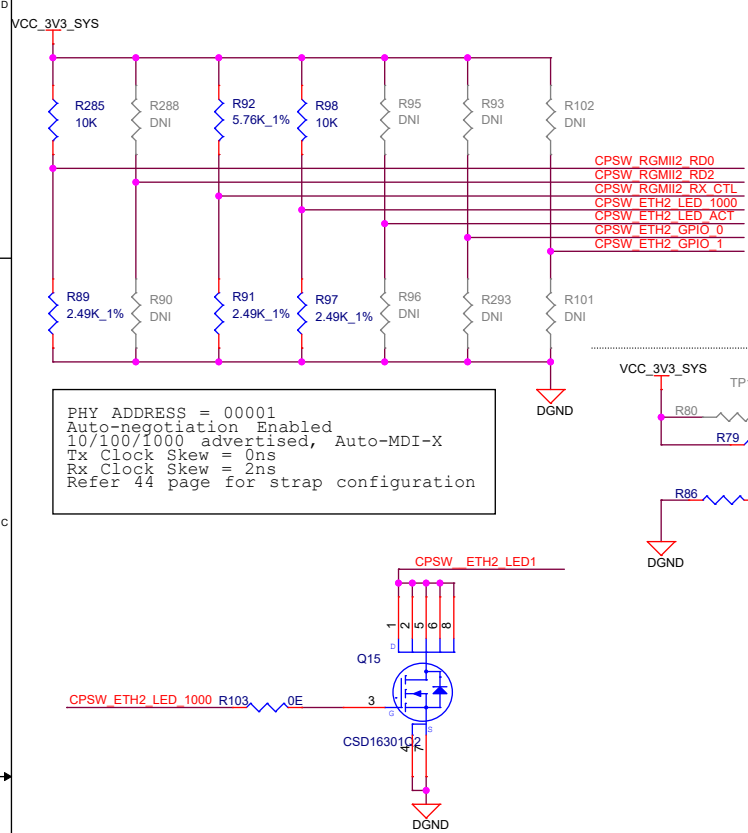 D
VCC_3V3_SYS
R285
10K
R288
DNI
R92
5.76K_1%
R98
10K
R95
DNI
R93
DNI
R102
DNI
CPSW_RGMII2_RD0
CPSW_RGMII2_RD2
CPSW_RGMII2_RX_CTL
CPSW_ETH2_LED_1000
CPSW_ETH2_LED_ACT
CPSW_ETH2_GPIO_0
CPSW_ETH2_GPIO_1
R89
2.49K_1%
R90
DNI
R91
2.49K_1%
R97
2.49K_1%
R96
DNI
R293
DNI
R101
DNI
DGND
VCC_3V3_SYS
R80
R79
R86
DGND
PHY ADDRESS = 00001
Auto-negotiation Enabled
10/100/1000 advertised, Auto-MDI-X
Tx Clock Skew = 0ns
Rx Clock Skew = 2ns
Refer 44 page for strap configuration
C
CPSW__ETH2_LED1
1
2
5
6
8
D
Q15
CPSW_ETH2_LED_1000
R103
0E
3
G
S
CSD16301Q2
4
7
DGND